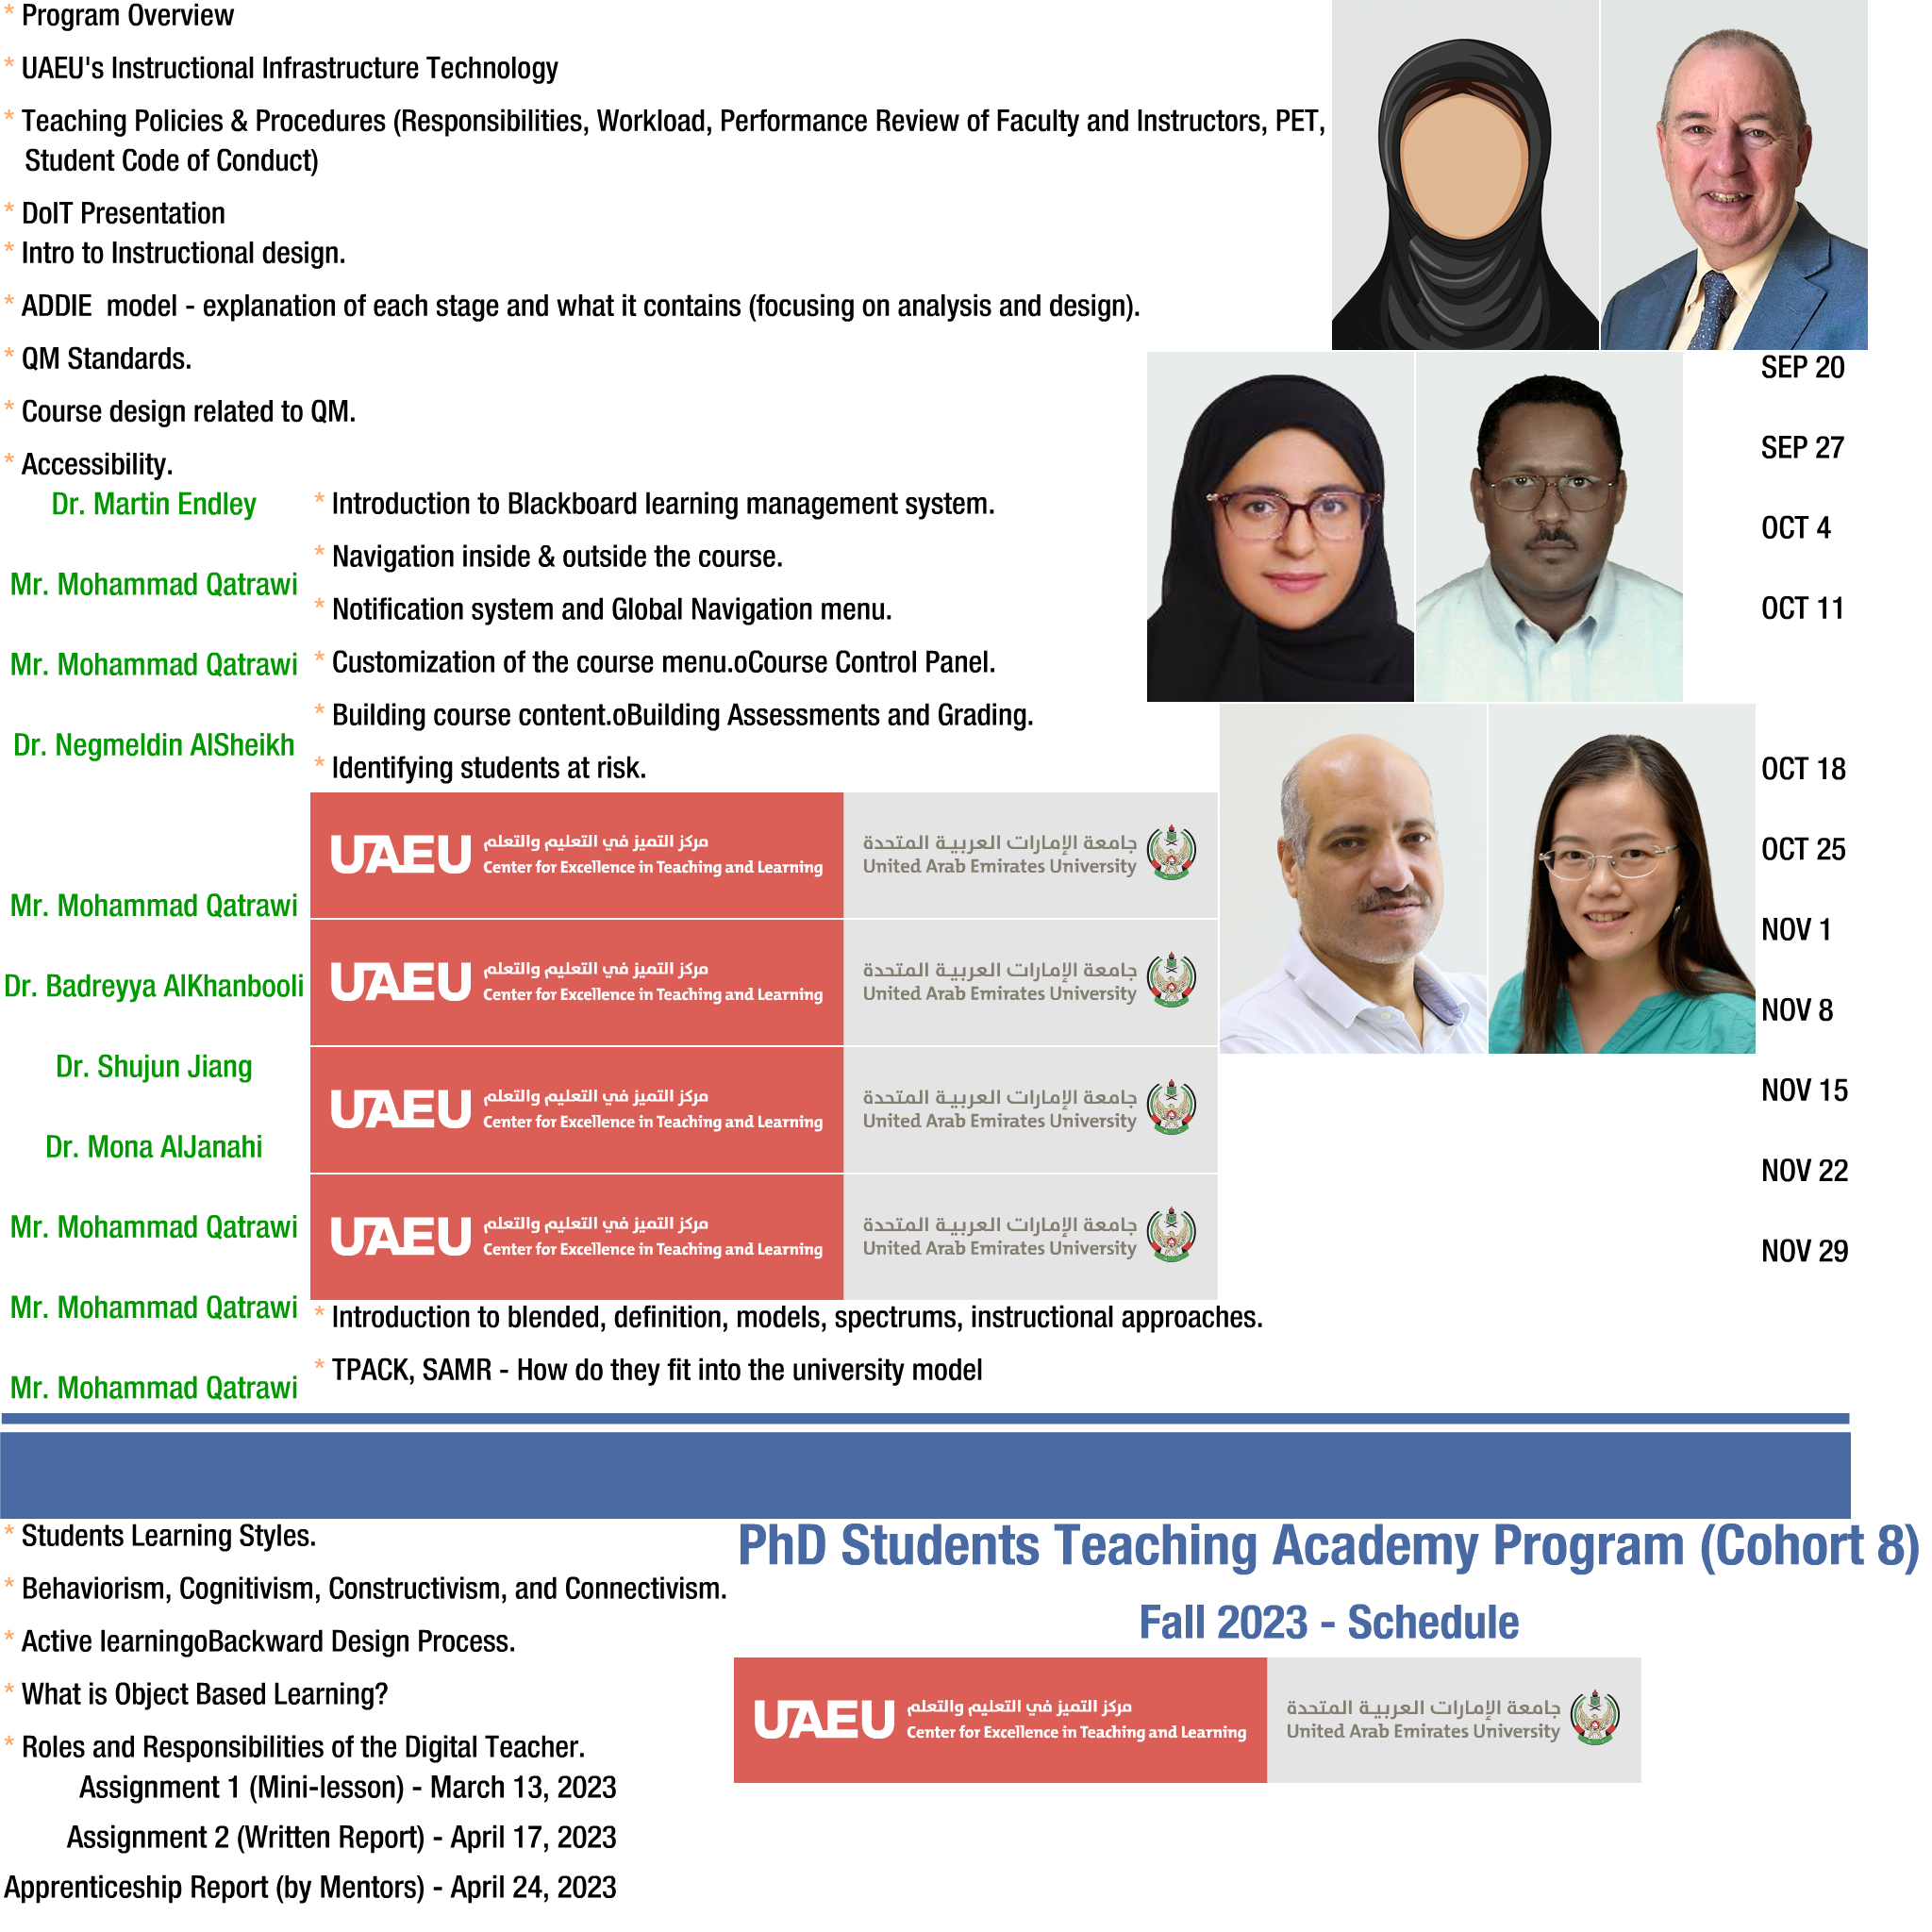 * Program Overview
* UAEU's Instructional Infrastructure Technology
* Teaching Policies & Procedures (Responsibilities, Workload, Performance Review of Faculty and Instructors, PET,
Student Code of Conduct)
* DoIT Presentation
* Intro to Instructional design.
* ADDIE  model - explanation of each stage and what it contains (focusing on analysis and design).
* QM Standards.
* Course design related to QM.
* Accessibility.
SEP 20
SEP 27
OCT 4
OCT 11
OCT 18
OCT 25
NOV 1
NOV 8
NOV 15
NOV 22
NOV 29
Dr. Martin Endley
Mr. Mohammad Qatrawi
Mr. Mohammad Qatrawi
Dr. Negmeldin AlSheikh
Mr. Mohammad Qatrawi
Dr. Badreyya AlKhanbooli
Dr. Shujun Jiang
Dr. Mona AlJanahi
Mr. Mohammad Qatrawi
Mr. Mohammad Qatrawi
Mr. Mohammad Qatrawi
* Introduction to Blackboard learning management system.
* Navigation inside & outside the course.
* Notification system and Global Navigation menu.
* Customization of the course menu.oCourse Control Panel.
* Building course content.oBuilding Assessments and Grading.
* Identifying students at risk.
UAEU مركز التميز في التعليم والتعلم جامعة الإمارات العربية المتحدة
Center for Excellence in Teaching and Learning United Arab Emirates University
UAEU مركز التميز في التعليم والتعلم جامعة الإمارات العربية المتحدة
Center for Excellence in Teaching and Learning United Arab Emirates University
UAEU مركز التميز في التعليم والتعلم جامعة الإمارات العربية المتحدة
Center for Excellence in Teaching and Learning United Arab Emirates University
UAEU مركز التميز في التعليم والتعلم جامعة الإمارات العربية المتحدة
Center for Excellence in Teaching and Learning United Arab Emirates University
* Introduction to blended, definition, models, spectrums, instructional approaches.
* TPACK, SAMR - How do they fit into the university model
* Students Learning Styles.
* Behaviorism, Cognitivism, Constructivism, and Connectivism.
* Active learningoBackward Design Process.
* What is Object Based Learning?
* Roles and Responsibilities of the Digital Teacher.
Assignment 1 (Mini-lesson) - March 13, 2023
Assignment 2 (Written Report) - April 17, 2023
Apprenticeship Report (by Mentors) - April 24, 2023
PhD Students Teaching Academy Program (Cohort 8)
Fall 2023 - Schedule
UAEU مركز التميز في التعليم والتعلم جامعة الإمارات العربية المتحدة
Center for Excellence in Teaching and Learning United Arab Emirates University